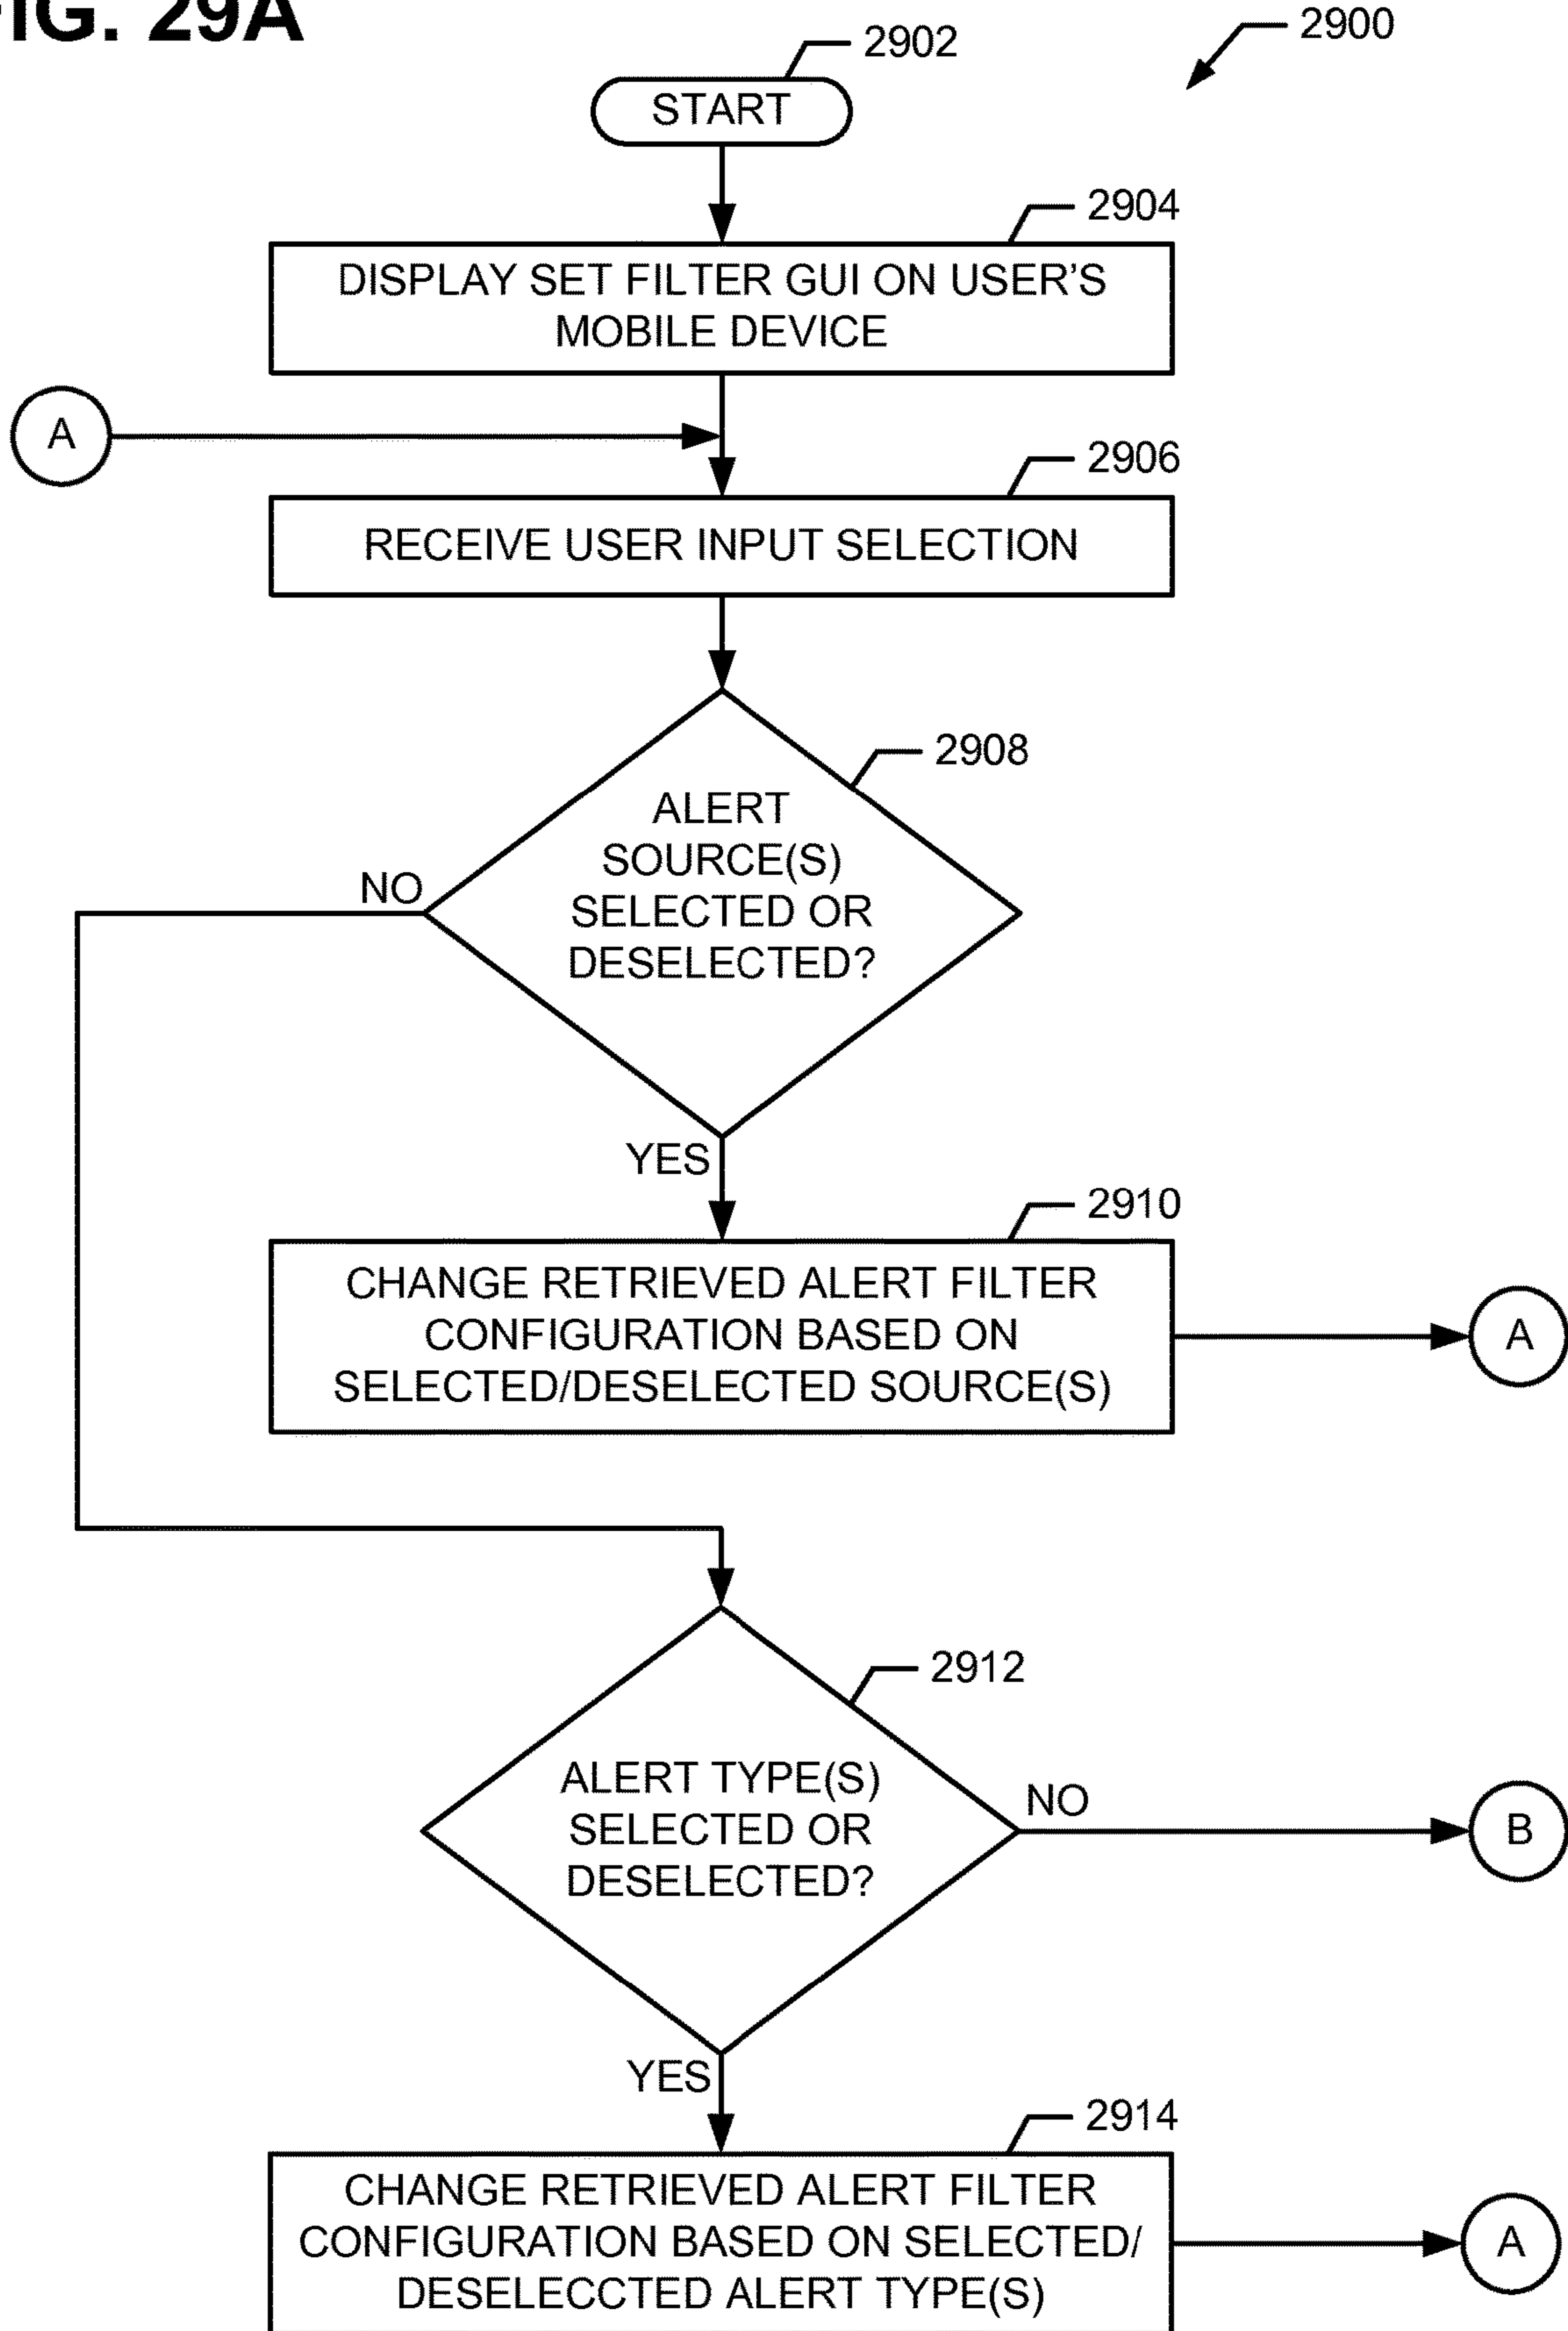 FIG. 29A
2900
2902
START
2904
DISPLAY SET FILTER GUI ON USER'S
MOBILE DEVICE
A
2906
RECEIVE USER INPUT SELECTION
2908
ALERT
SOURCE(S)
SELECTED OR
DESELECTED?
NO
YES
2910
CHANGE RETRIEVED ALERT FILTER
CONFIGURATION BASED ON
SELECTED/DESELECTED SOURCE(S)
A
2912
ALERT TYPE(S)
SELECTED OR
DESELECTED?
NO
B
YES
2914
CHANGE RETRIEVED ALERT FILTER
CONFIGURATION BASED ON SELECTED/
DESELECCTED ALERT TYPE(S)
A